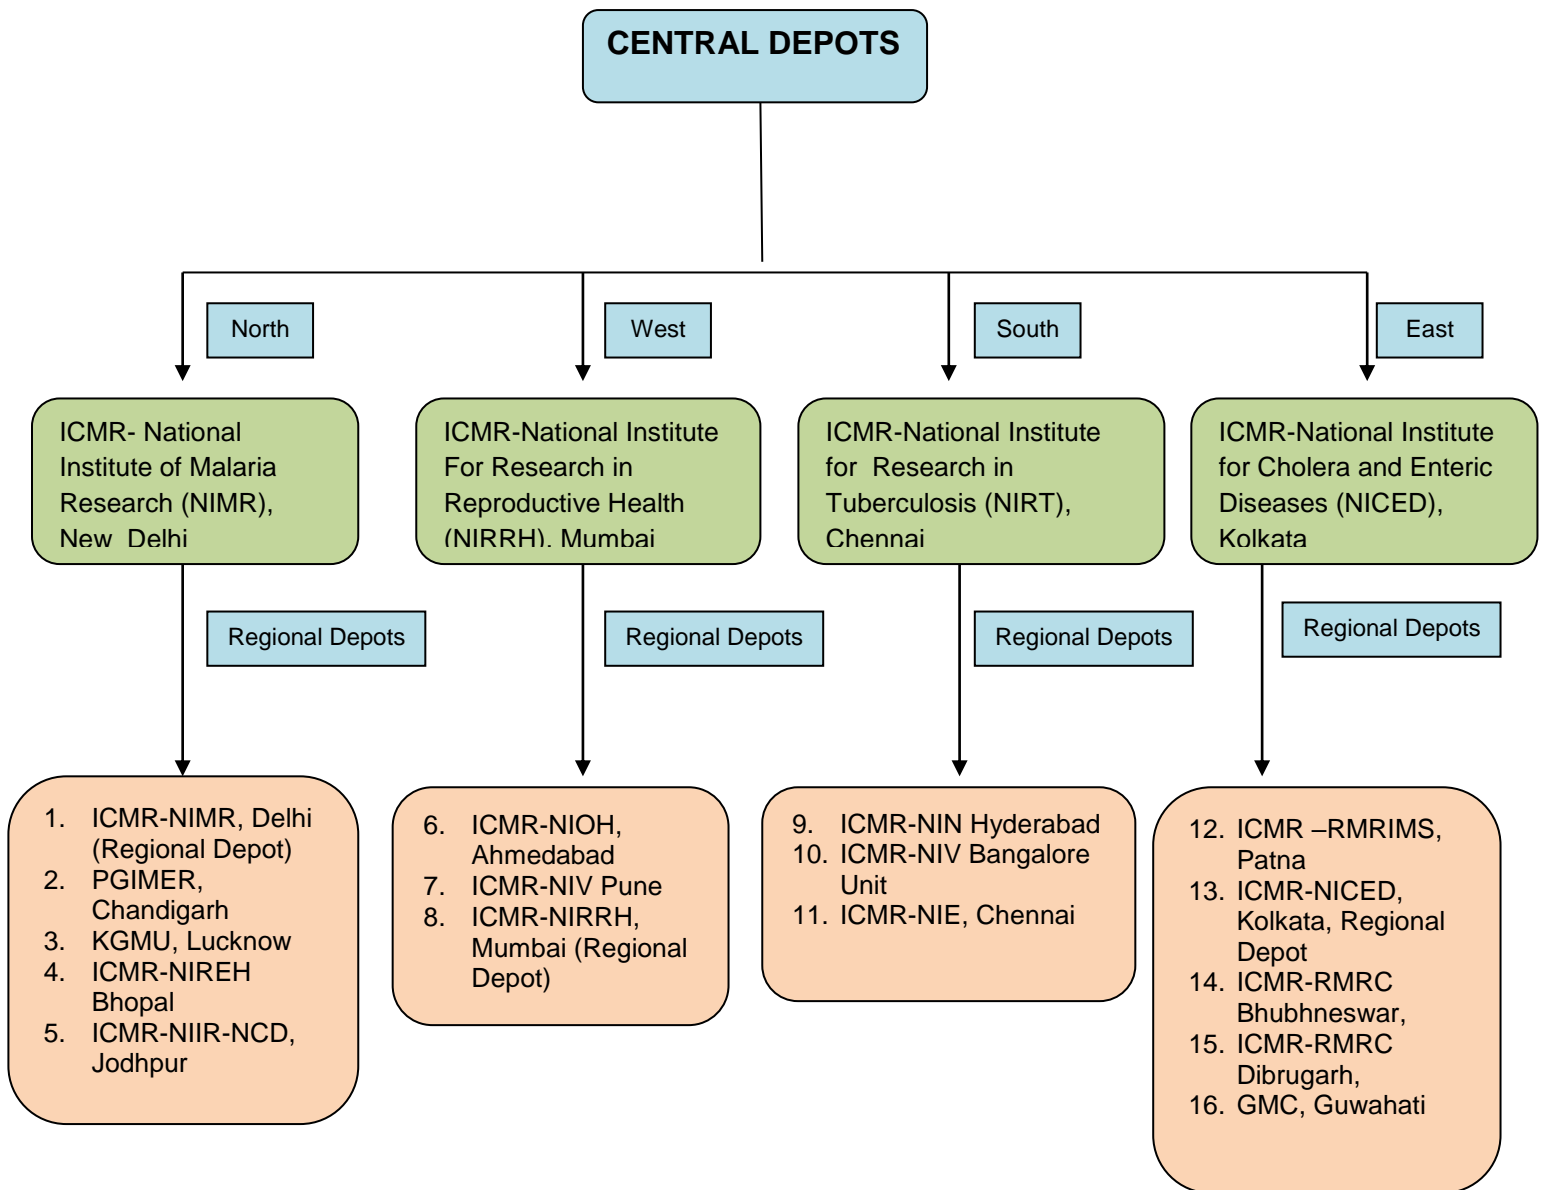 CENTRAL DEPOTS
North
West
South
East
ICMR- National
Institute of Malaria
Research (NIMR),
New Delhi
ICMR-National Institute
For Research in
Reproductive Health
(NIRRH), Mumbai
ICMR-National Institute
for Research in
Tuberculosis (NIRT),
Chennai
ICMR-National Institute
for Cholera and Enteric
Diseases (NICED),
Kolkata
Regional Depots
Regional Depots
Regional Depots
Regional Depots
1. ICMR-NIMR, Delhi
(Regional Depot)
2. PGIMER,
Chandigarh
3. KGMU, Lucknow
4. ICMR-NIREH
Bhopal
5. ICMR-NIIR-NCD,
Jodhpur
6. ICMR-NIOH,
Ahmedabad
7. ICMR-NIV Pune
8. ICMR-NIRRH,
Mumbai (Regional
Depot)
9. ICMR-NIN Hyderabad
10. ICMR-NIV Bangalore
Unit
11. ICMR-NIE, Chennai
12. ICMR –RMRIMS,
Patna
13. ICMR-NICED,
Kolkata, Regional
Depot
14. ICMR-RMRC
Bhubhneswar,
15. ICMR-RMRC
Dibrugarh,
16. GMC, Guwahati